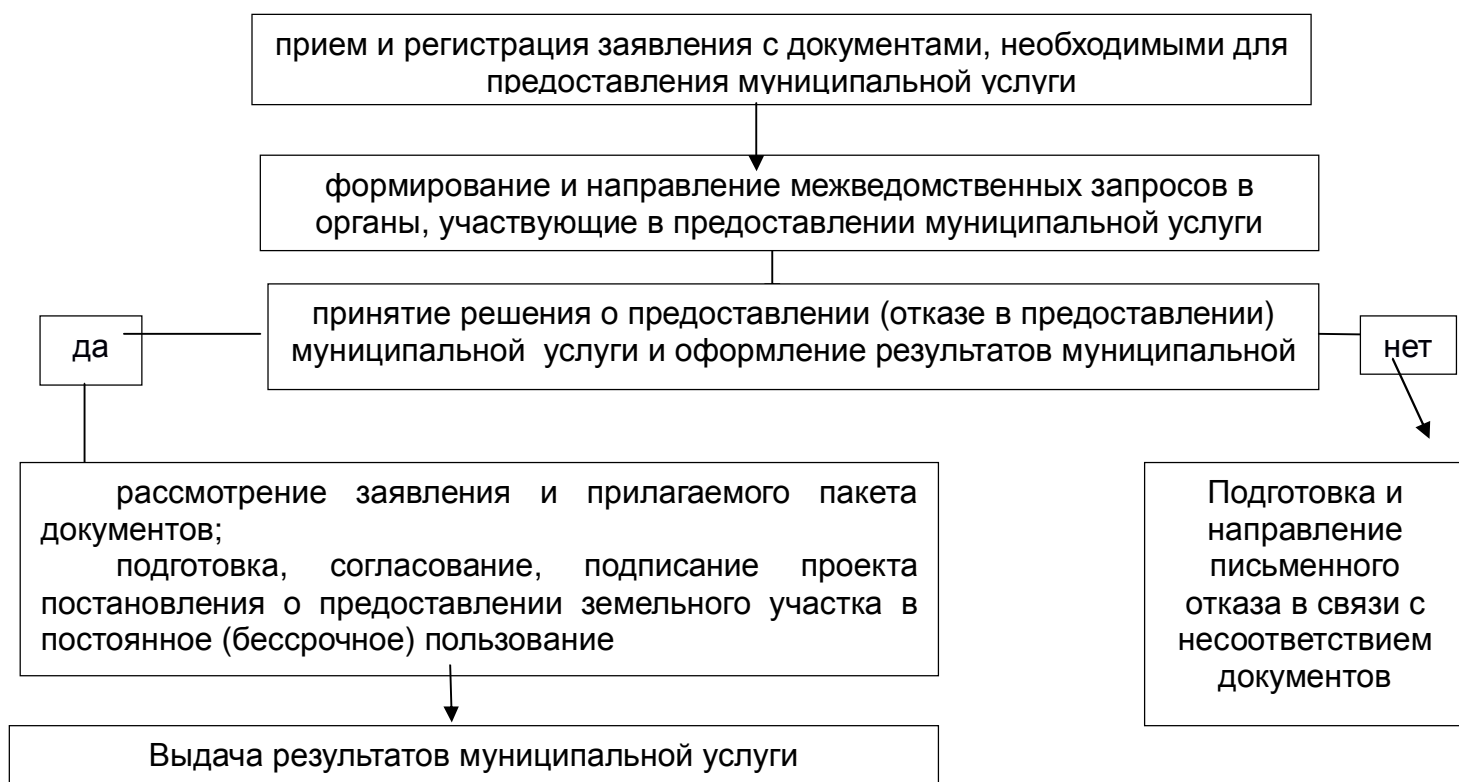 прием и регистрация заявления с документами, необходимыми для
предоставления муниципальной услуги
формирование и направление межведомственных запросов в
органы, участвующие в предоставлении муниципальной услуги
принятие решения о предоставлении (отказе в предоставлении)
муниципальной услуги и оформление результатов муниципальной
да
нет
рассмотрение заявления и прилагаемого пакета
документов;
подготовка, согласование, подписание проекта
постановления о предоставлении земельного участка в
постоянное (бессрочное) пользование
Подготовка и
направление
письменного
отказа в связи с
несоответствием
документов
Выдача результатов муниципальной услуги